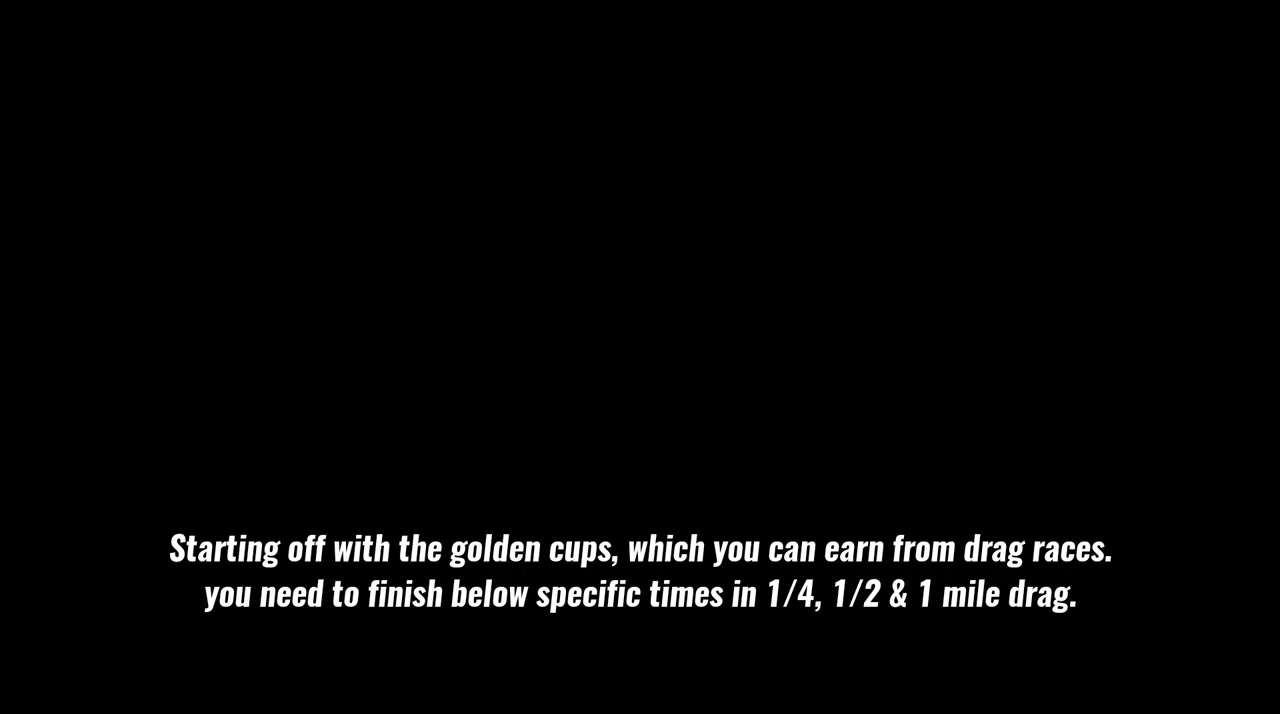 Starting off with the golden cups, which you can earn from drag races.
you need to finish below specific times in 1/4, 1/2 & 1 mile drag.